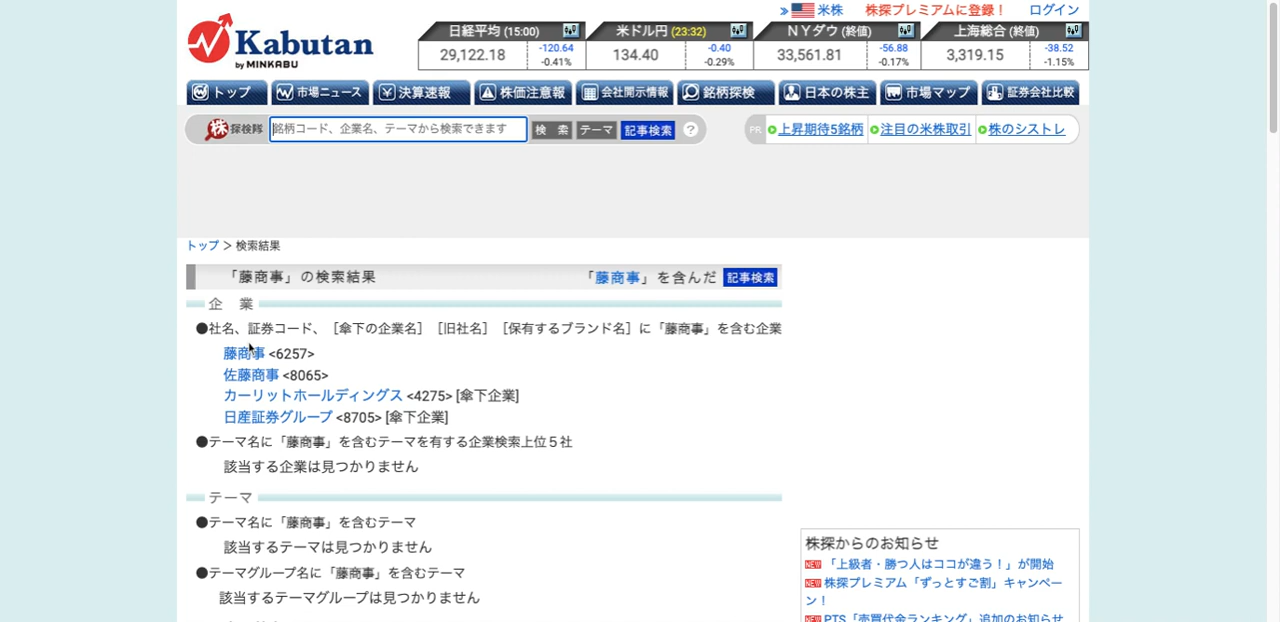 » 米株 株探プレミアムに登録！ ログイン
Kabutan
by MINKABU
日経平均 (15:00) 米ドル円 (23:32) ＮＹダウ (終値) 上海総合 (終値)
29,122.18 -120.64 -0.41% 134.40 -0.40 -0.29% 33,561.81 -56.88 -0.17% 3,319.15 -38.52 -1.15%
トップ 市場ニュース 決算速報 株価注意報 会社開示情報 銘柄探検 日本の株主 市場マップ 証券会社比較
株 探検隊 銘柄コード、企業名、テーマから検索できます 検 索 テーマ 記事検索 ? PR 上昇期待5銘柄 注目の米株取引 株のシストレ
トップ > 検索結果
「藤商事」の検索結果 「藤商事」を含んだ 記事検索
企 業
●社名、証券コード、［傘下の企業名］［旧社名］［保有するブランド名］に「藤商事」を含む企業
藤商事 <6257>
佐藤商事 <8065>
カーリットホールディングス <4275> [傘下企業]
日産証券グループ <8705> [傘下企業]
●テーマ名に「藤商事」を含むテーマを有する企業検索上位５社
該当する企業は見つかりません
テーマ
●テーマ名に「藤商事」を含むテーマ
該当するテーマは見つかりません
●テーマグループ名に「藤商事」を含むテーマ
該当するテーマグループは見つかりません
株探からのお知らせ
NEW 「上級者・勝つ人はココが違う！」が開始
NEW 株探プレミアム「ずっとすご割」キャンペー
ン！
NEW PTS「売買代金ランキング」追加のお知らせ